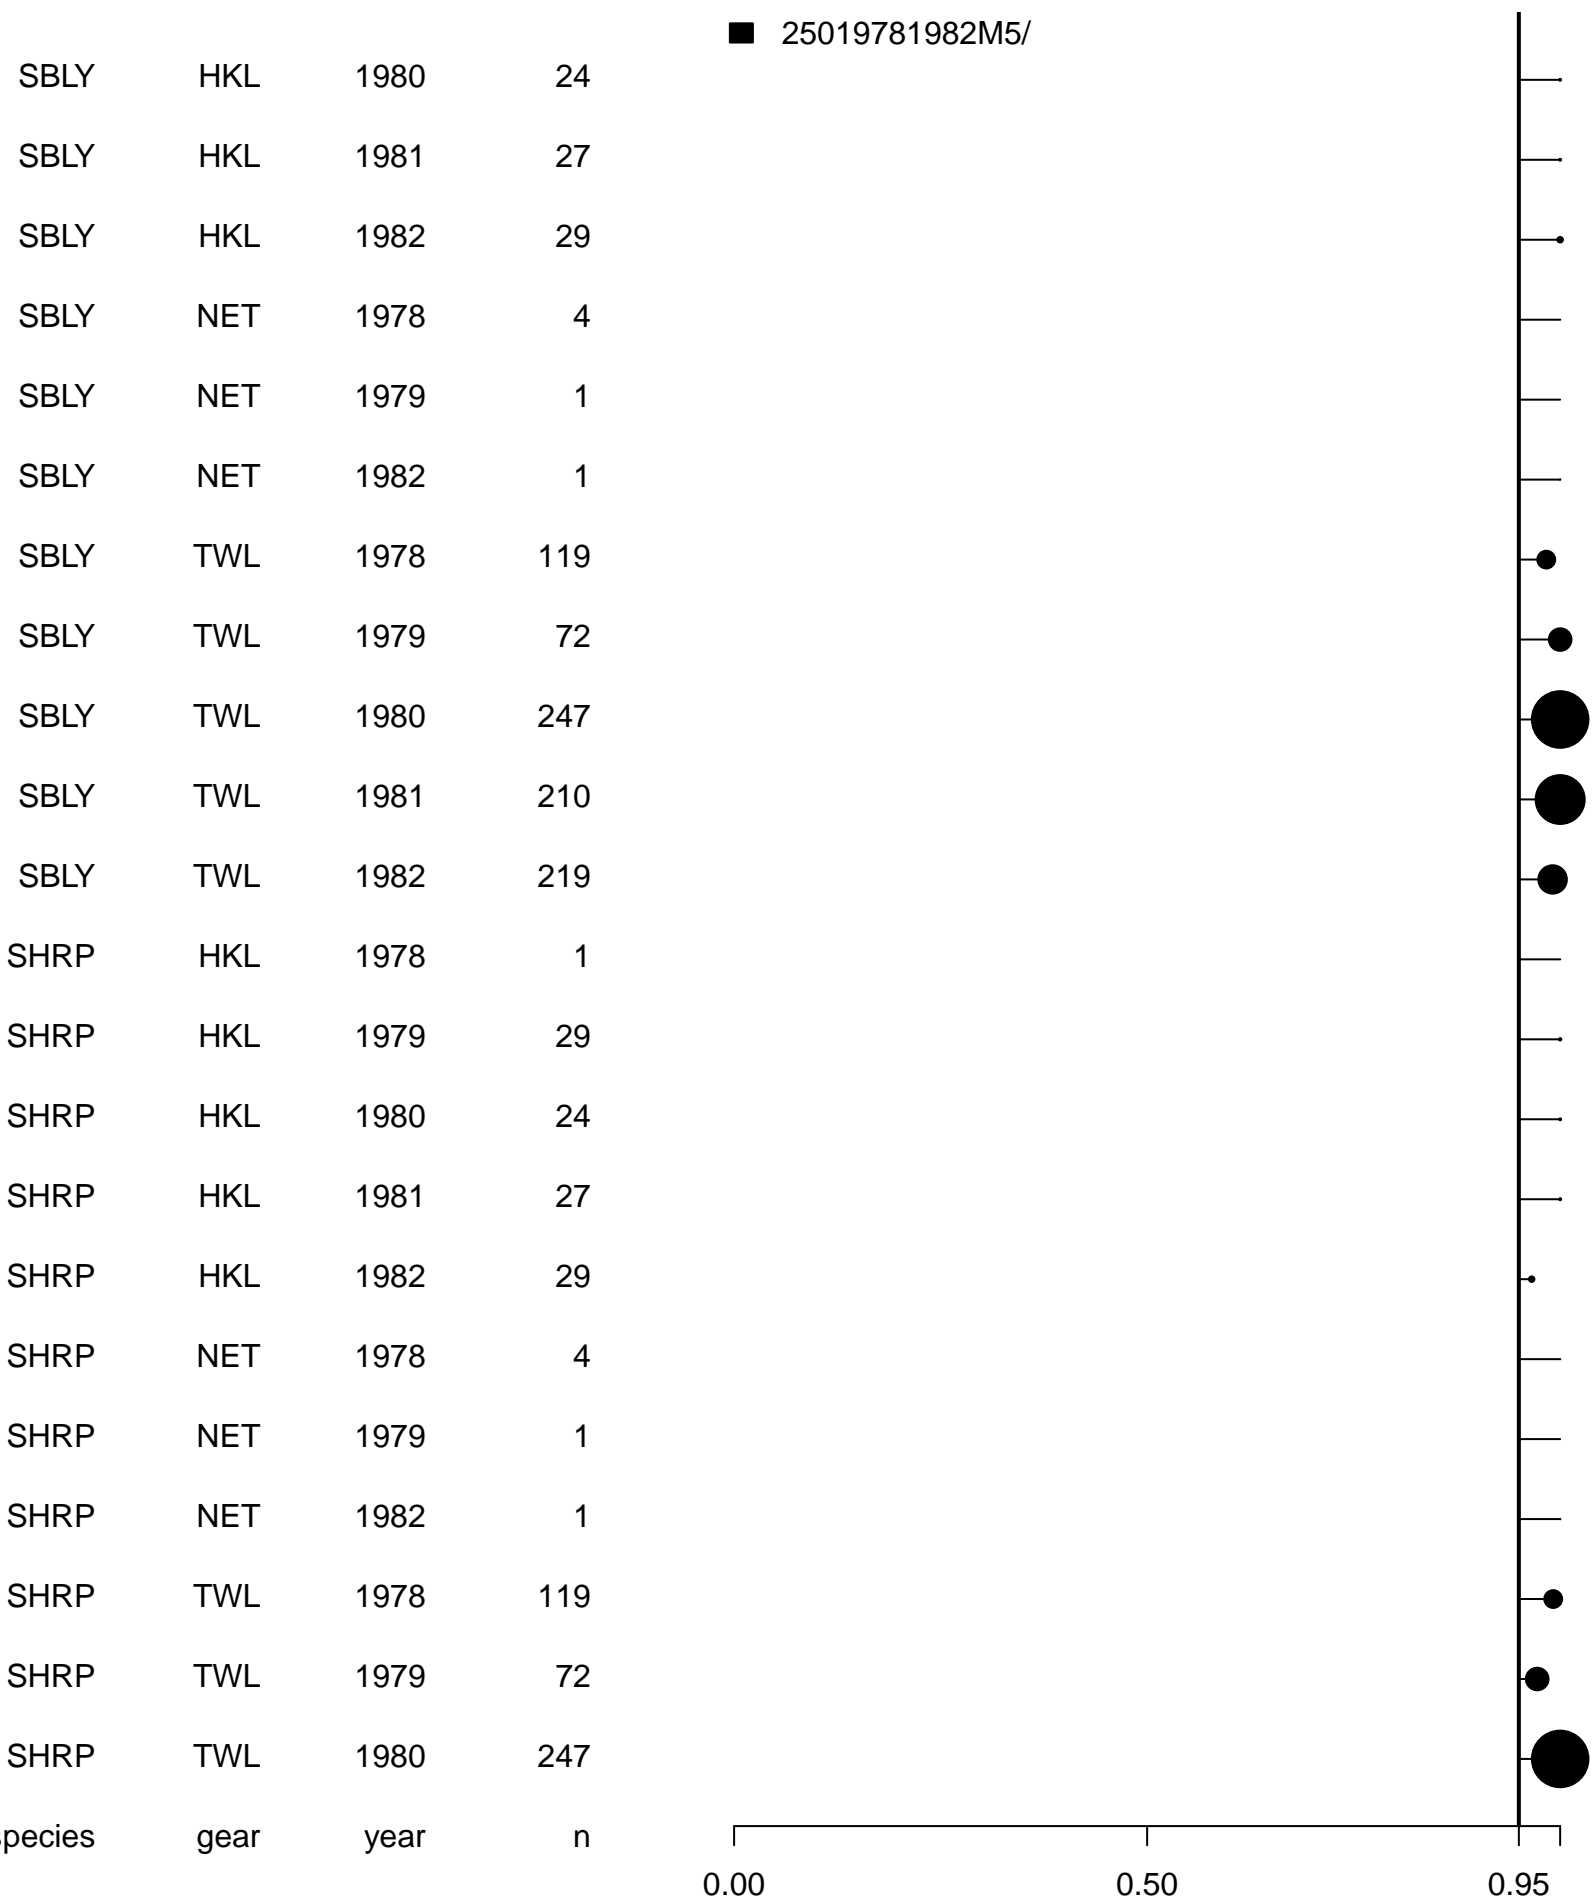 25019781982M5/
SBLY HKL 1980 24
SBLY HKL 1981 27
SBLY HKL 1982 29
SBLY NET 1978 4
SBLY NET 1979 1
SBLY NET 1982 1
SBLY TWL 1978 119
SBLY TWL 1979 72
SBLY TWL 1980 247
SBLY TWL 1981 210
SBLY TWL 1982 219
SHRP HKL 1978 1
SHRP HKL 1979 29
SHRP HKL 1980 24
SHRP HKL 1981 27
SHRP HKL 1982 29
SHRP NET 1978 4
SHRP NET 1979 1
SHRP NET 1982 1
SHRP TWL 1978 119
SHRP TWL 1979 72
SHRP TWL 1980 247
species gear year n
0.00 0.50 0.95